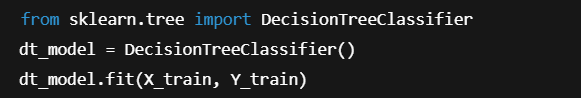 from sklearn.tree import DecisionTreeClassifier
dt_model = DecisionTreeClassifier()
dt_model.fit(X_train, Y_train)